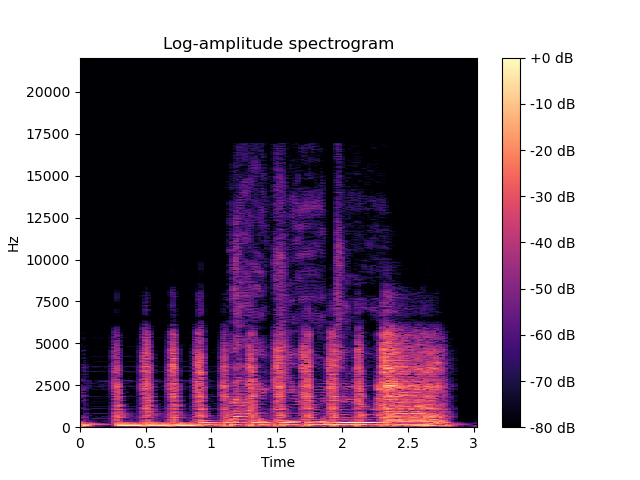 Log-amplitude spectrogram
Hz
20000
17500
15000
12500
10000
7500
5000
2500
0
0 0.5 1 1.5 2 2.5 3
Time
+0 dB
-10 dB
-20 dB
-30 dB
-40 dB
-50 dB
-60 dB
-70 dB
-80 dB